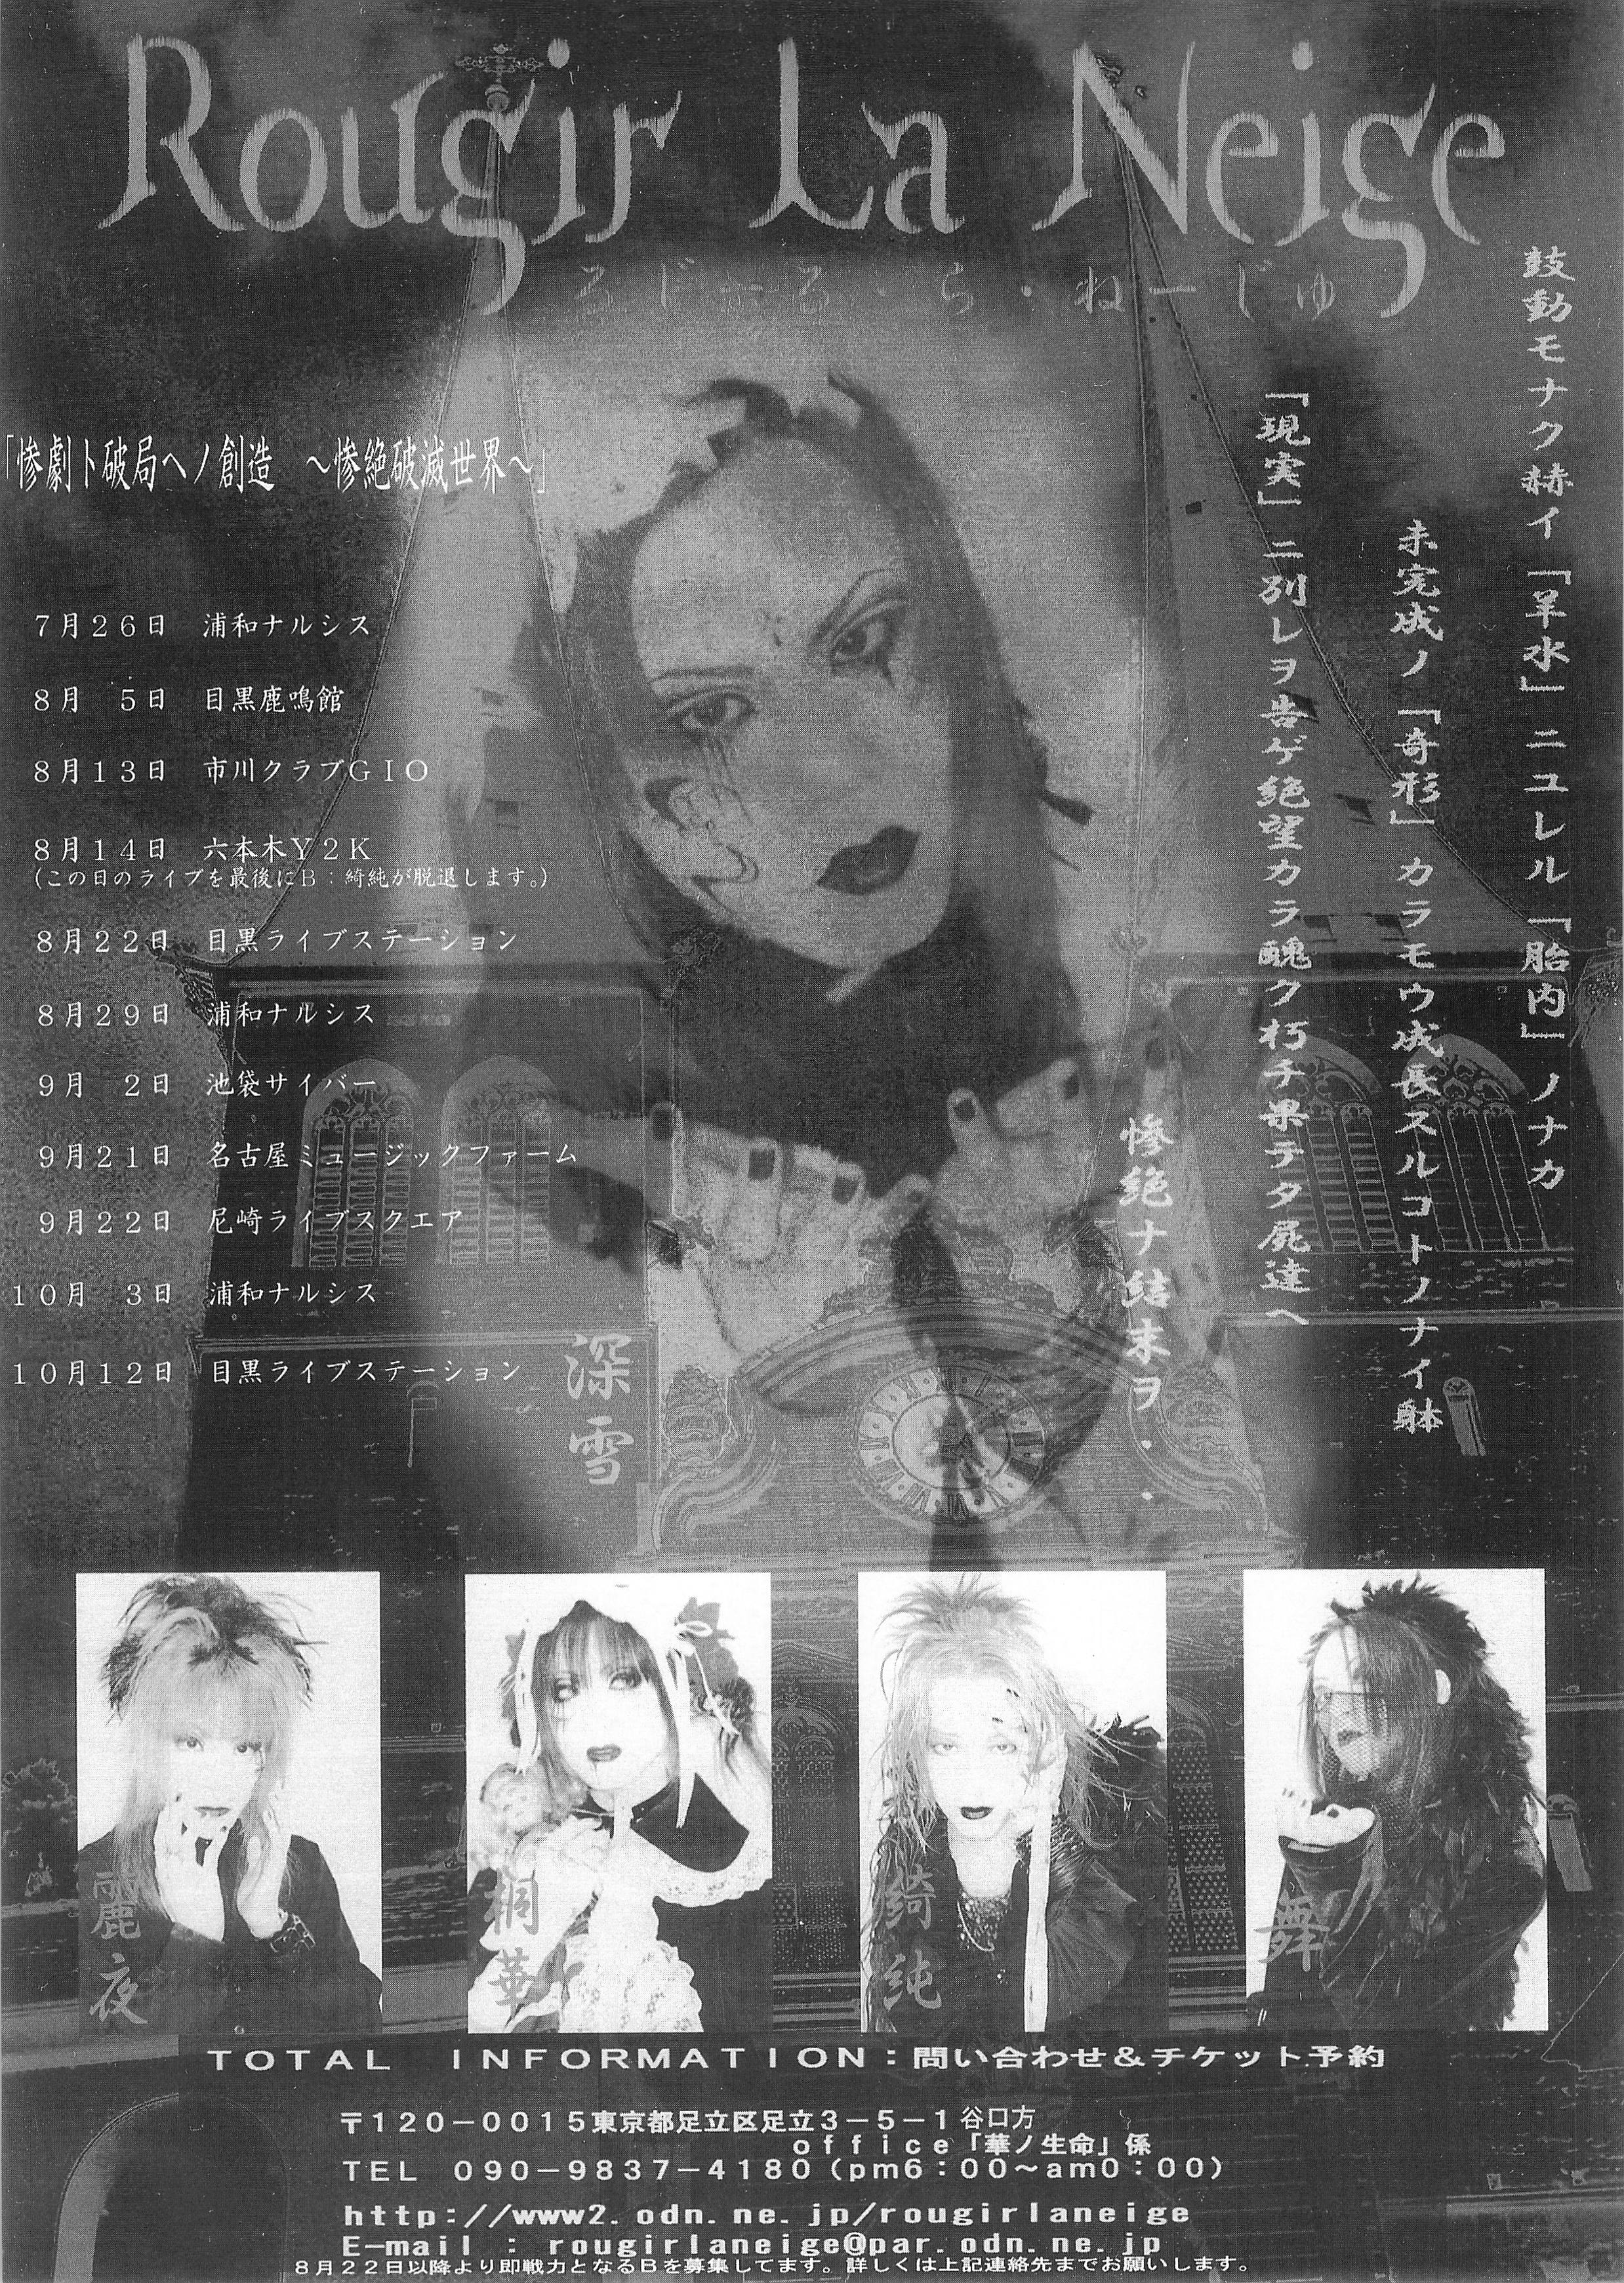 Rougir La Neige
るじーる・ら・ねーじゅ
鼓動モナク赫イ「羊水」ニユレル「胎内」ノナカ
未完成ノ「奇形」カラモウ成長スルコトノナイ躰
「現実」ニ別レヲ告ゲ絶望カラ醜ク朽チ果テタ屍達へ
惨絶ナ結末ヲ・・
「惨劇ト破局ヘノ創造　～惨絶破滅世界～」
7月26日　浦和ナルシス
8月　5日　目黒鹿鳴館
8月13日　市川クラブGIO
8月14日　六本木Y2K
(この日のライブを最後にB：綺純が脱退します。)
8月22日　目黒ライブステーション
8月29日　浦和ナルシス
9月　2日　池袋サイバー
9月21日　名古屋ミュージックファーム
9月22日　尼崎ライブスクエア
10月　3日　浦和ナルシス
10月12日　目黒ライブステーション
深雪
麗夜
桐華
綺純
舞
TOTAL　INFORMATION：問い合わせ＆チケット予約
〒120－0015東京都足立区足立3－5－1谷口方
office「華ノ生命」係
TEL　090－9837－4180（pm6：00～am0：00）
http://www2.odn.ne.jp/rougirlaneige
E－mail　：　rougirlaneige@par.odn.ne.jp
8月22日以降より即戦力となるBを募集してます。詳しくは上記連絡先までお願いします。